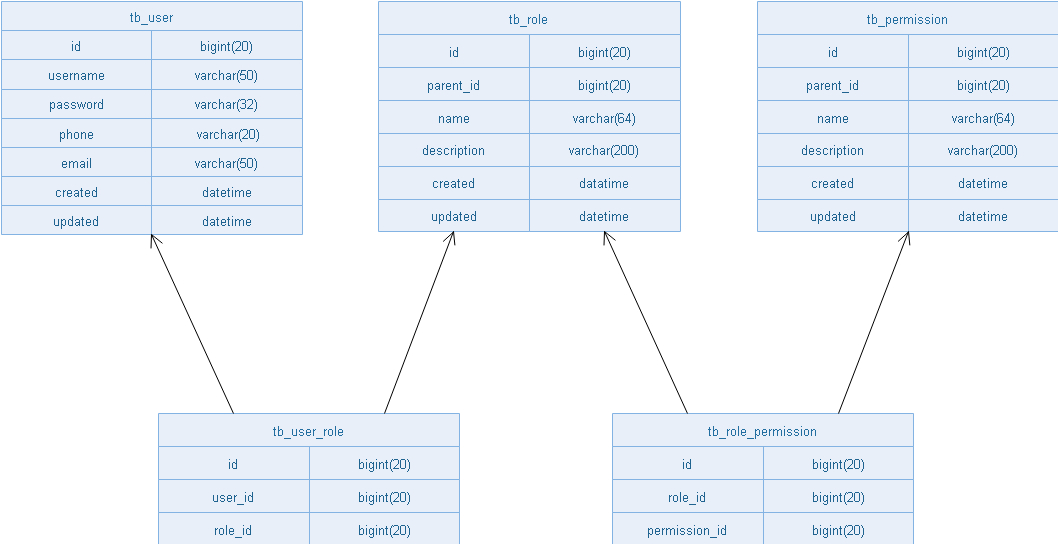 tb_user
id bigint(20)
username varchar(50)
password varchar(32)
phone varchar(20)
email varchar(50)
created datetime
updated datetime
tb_role
id bigint(20)
parent_id bigint(20)
name varchar(64)
description varchar(200)
created datatime
updated datetime
tb_permission
id bigint(20)
parent_id bigint(20)
name varchar(64)
description varchar(200)
created datetime
updated datetime
tb_user_role
id bigint(20)
user_id bigint(20)
role_id bigint(20)
tb_role_permission
id bigint(20)
role_id bigint(20)
permission_id bigint(20)